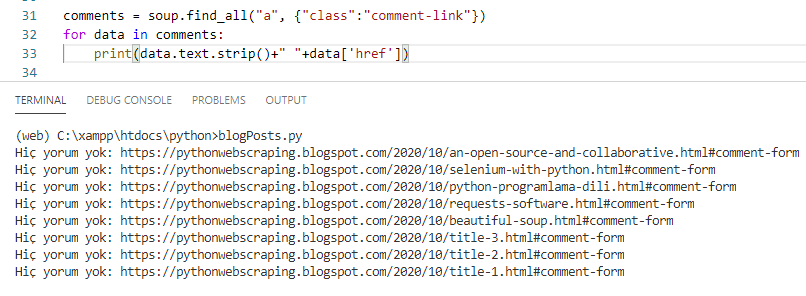 31 comments = soup.find_all("a", {"class":"comment-link"})
32 for data in comments:
33     print(data.text.strip()+" "+data['href'])
34
TERMINAL DEBUG CONSOLE PROBLEMS OUTPUT
(web) C:\xampp\htdocs\python>blogPosts.py
Hiç yorum yok: https://pythonwebscraping.blogspot.com/2020/10/an-open-source-and-collaborative.html#comment-form
Hiç yorum yok: https://pythonwebscraping.blogspot.com/2020/10/selenium-with-python.html#comment-form
Hiç yorum yok: https://pythonwebscraping.blogspot.com/2020/10/python-programlama-dili.html#comment-form
Hiç yorum yok: https://pythonwebscraping.blogspot.com/2020/10/requests-software.html#comment-form
Hiç yorum yok: https://pythonwebscraping.blogspot.com/2020/10/beautiful-soup.html#comment-form
Hiç yorum yok: https://pythonwebscraping.blogspot.com/2020/10/title-3.html#comment-form
Hiç yorum yok: https://pythonwebscraping.blogspot.com/2020/10/title-2.html#comment-form
Hiç yorum yok: https://pythonwebscraping.blogspot.com/2020/10/title-1.html#comment-form